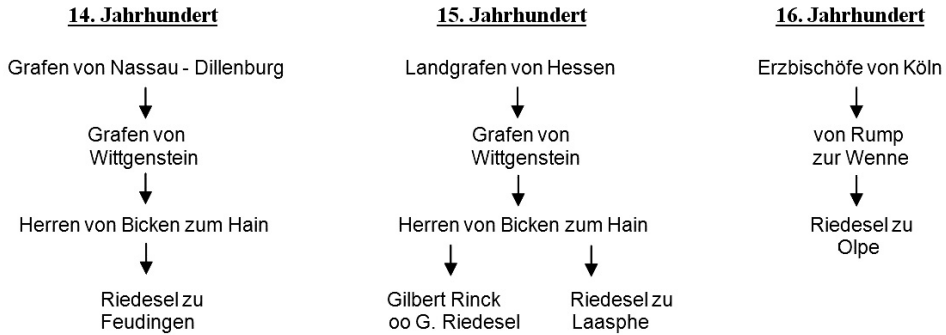 14. Jahrhundert
Grafen von Nassau - Dillenburg
Grafen von
Wittgenstein
Herren von Bicken zum Hain
Riedesel zu
Feudingen
15. Jahrhundert
Landgrafen von Hessen
Grafen von
Wittgenstein
Herren von Bicken zum Hain
Gilbert Rinck
oo G. Riedesel
Riedesel zu
Laasphe
16. Jahrhundert
Erzbischöfe von Köln
von Rump
zur Wenne
Riedesel zu
Olpe